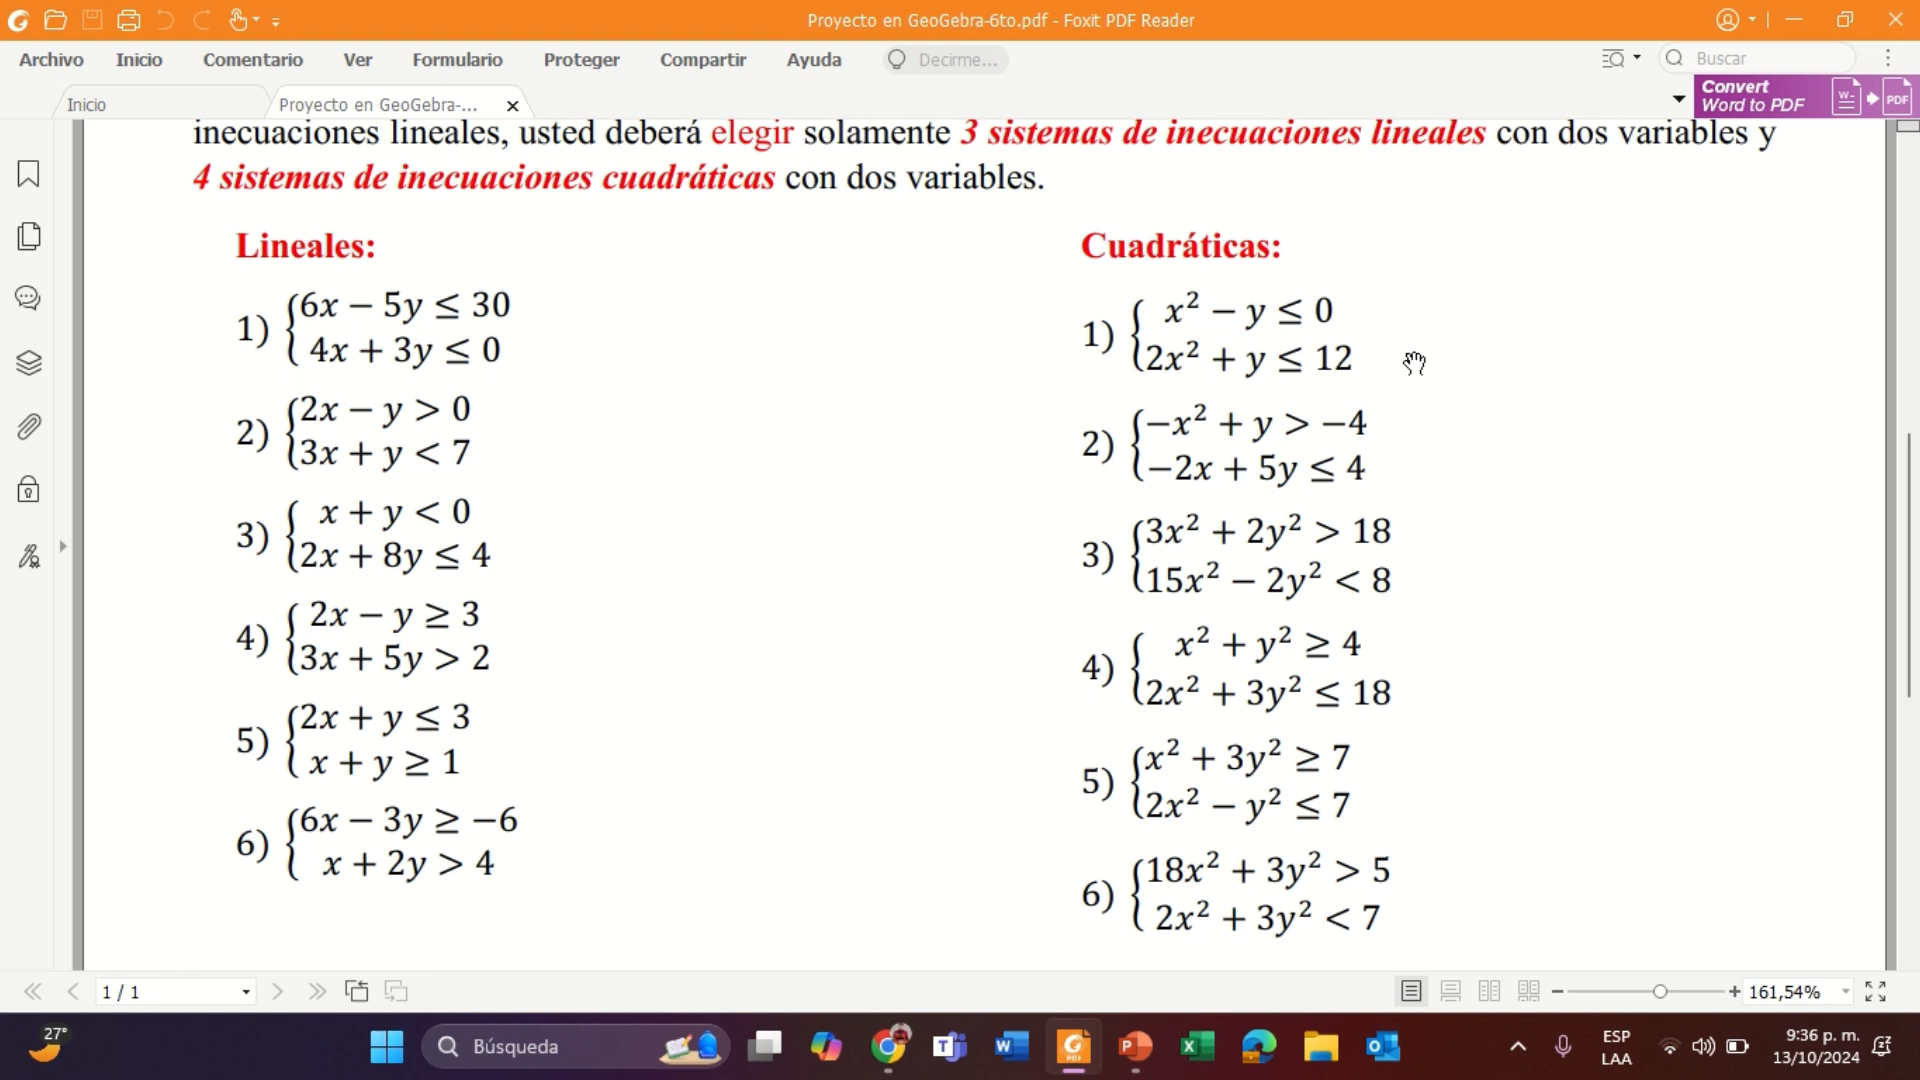 Proyecto en GeoGebra-6to.pdf - Foxit PDF Reader
Archivo Inicio Comentario Ver Formulario Proteger Compartir Ayuda Decirme... Buscar
Inicio Proyecto en GeoGebra-...
Convert
Word to PDF
W PDF
inecuaciones lineales, usted deberá elegir solamente 3 sistemas de inecuaciones lineales con dos variables y
4 sistemas de inecuaciones cuadráticas con dos variables.
Lineales:
1) {6x − 5y ≤ 30
4x + 3y ≤ 0
2) {2x − y > 0
3x + y < 7
3) {x + y < 0
2x + 8y ≤ 4
4) {2x − y ≥ 3
3x + 5y > 2
5) {2x + y ≤ 3
x + y ≥ 1
6) {6x − 3y ≥ −6
x + 2y > 4
Cuadráticas:
1) {x² − y ≤ 0
2x² + y ≤ 12
2) {−x² + y > −4
−2x + 5y ≤ 4
3) {3x² + 2y² > 18
15x² − 2y² < 8
4) {x² + y² ≥ 4
2x² + 3y² ≤ 18
5) {x² + 3y² ≥ 7
2x² − y² ≤ 7
6) {18x² + 3y² > 5
2x² + 3y² < 7
1 / 1 161,54%
27°
Búsqueda
ESP
LAA
9:36 p. m.
13/10/2024